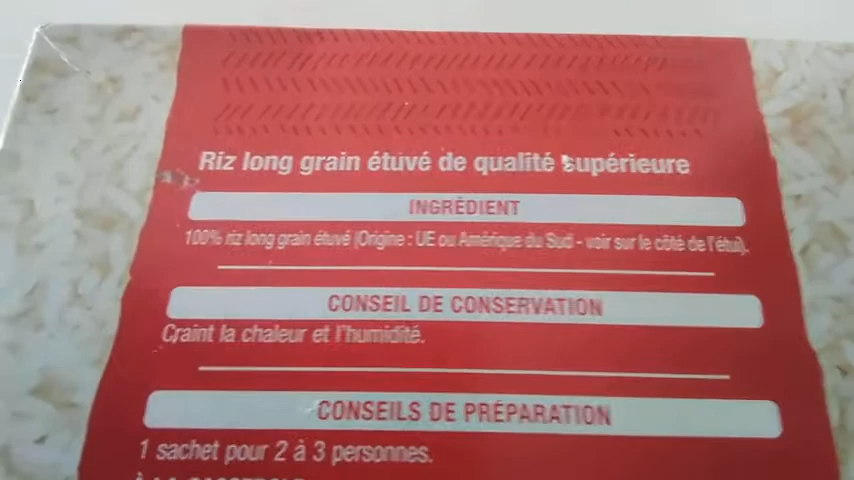 Riz long grain étuvé de qualité supérieure
INGRÉDIENT
100% riz long grain étuvé (Origine : UE ou Amérique du Sud - voir sur le côté de l'étui).
CONSEIL DE CONSERVATION
Craint la chaleur et l'humidité.
CONSEILS DE PRÉPARATION
1 sachet pour 2 à 3 personnes.